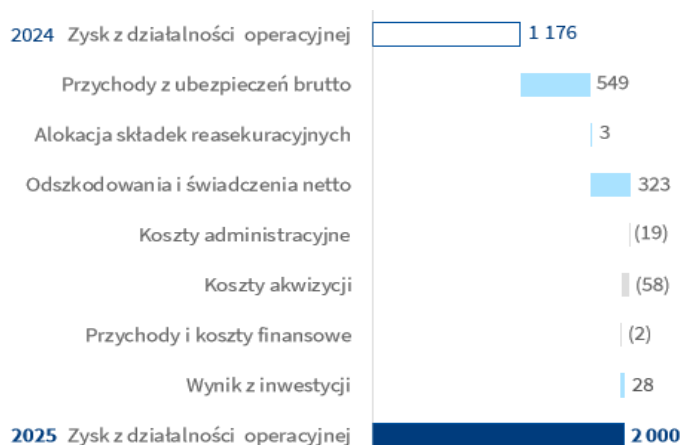 2024 Zysk z działalności operacyjnej 1 176
Przychody z ubezpieczeń brutto 549
Alokacja składek reasekuracyjnych 3
Odszkodowania i świadczenia netto 323
Koszty administracyjne (19)
Koszty akwizycji (58)
Przychody i koszty finansowe (2)
Wynik z inwestycji 28
2025 Zysk z działalności operacyjnej 2 000